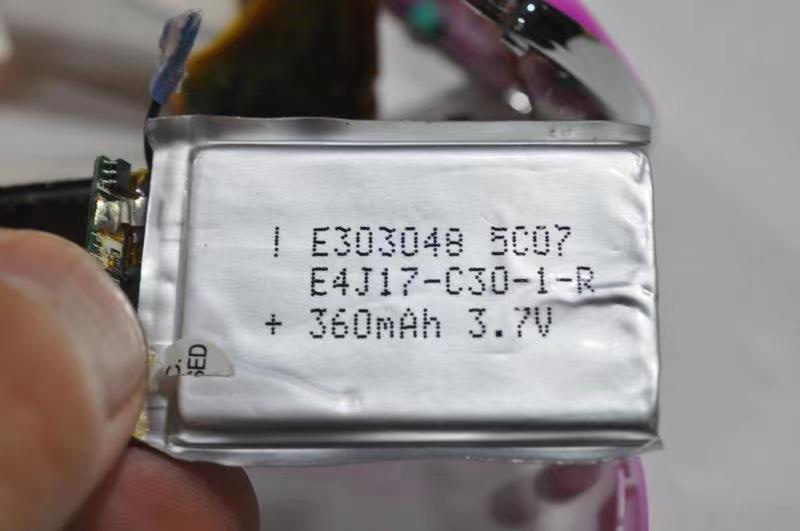 ! E303048 5C07
E4J17-C30-1-R
+ 360mAh 3.7V